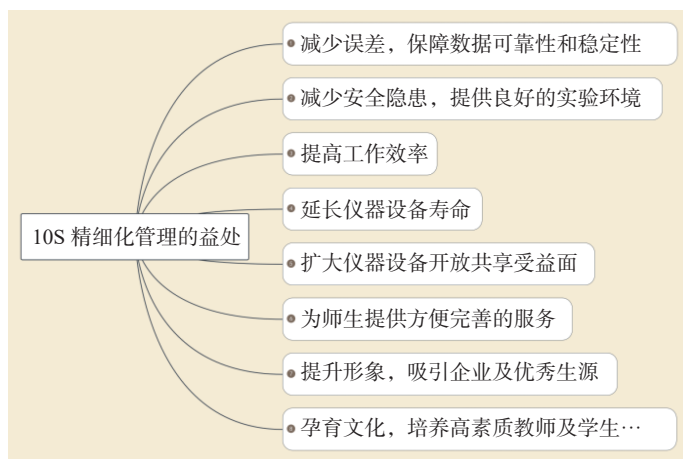 减少误差，保障数据可靠性和稳定性
减少安全隐患，提供良好的实验环境
提高工作效率
延长仪器设备寿命
10S 精细化管理的益处
扩大仪器设备开放共享受益面
为师生提供方便完善的服务
提升形象，吸引企业及优秀生源
孕育文化，培养高素质教师及学生…